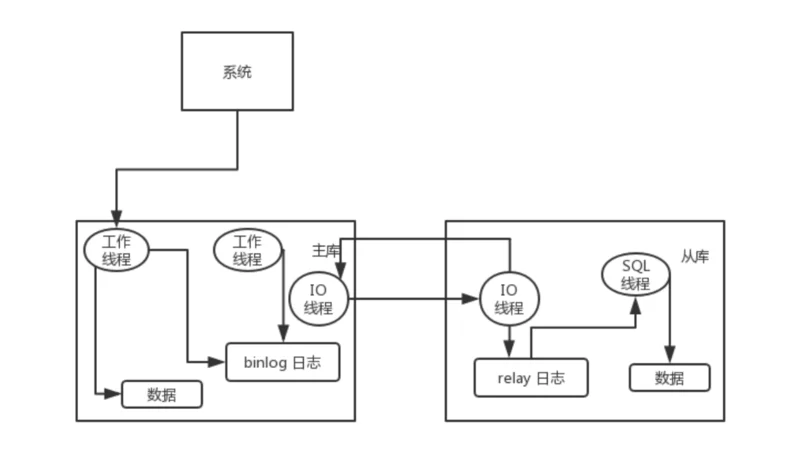 系统
工作
线程
工作
线程
主库
IO
线程
binlog 日志
数据
IO
线程
SQL
线程
从库
relay 日志
数据